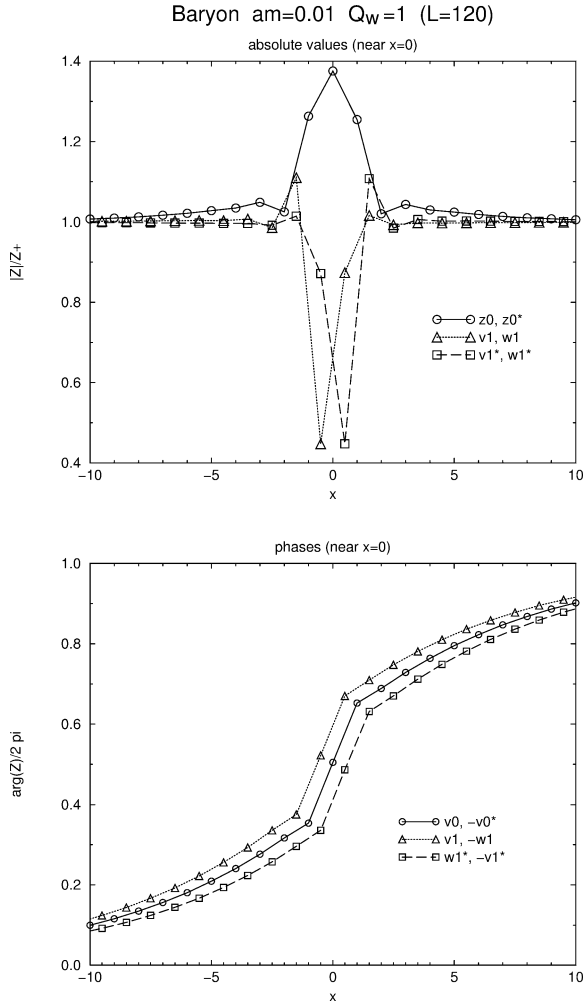 Baryon am=0.01 Qw=1 (L=120)
absolute values (near x=0)
1.4
1.2
1.0
0.8
0.6
0.4
|Z|/Z+
z0, z0*
v1, w1
v1*, w1*
−10 −5 0 5 10
x
phases (near x=0)
1.0
0.8
0.6
0.4
0.2
0.0
arg(Z)/2 pi
v0, −v0*
v1, −w1
w1*, −v1*
−10 −5 0 5 10
x